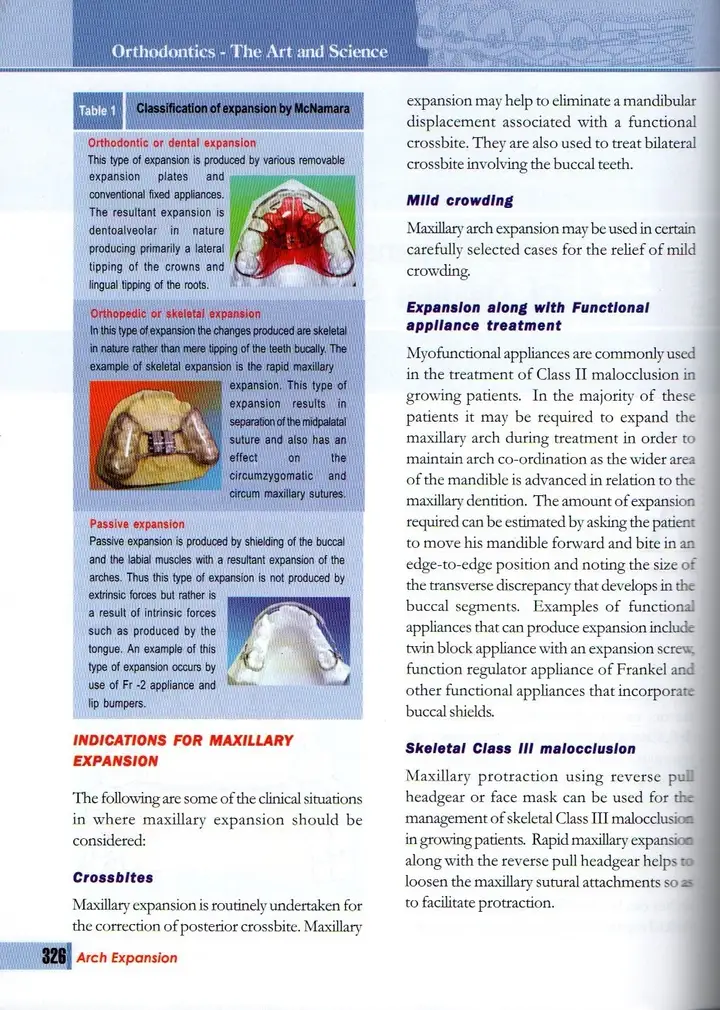 Orthodontics - The Art and Science
Table 1
Classification of expansion by McNamara
Orthodontic or dental expansion
This type of expansion is produced by various removable
expansion plates and
conventional fixed appliances.
The resultant expansion is
dentoalveolar in nature
producing primarily a lateral
tipping of the crowns and
lingual tipping of the roots.
Orthopedic or skeletal expansion
In this type of expansion the changes produced are skeletal
in nature rather than mere tipping of the teeth bucally. The
example of skeletal expansion is the rapid maxillary
expansion. This type of
expansion results in
separation of the midpalatal
suture and also has an
effect on the
circumzygomatic and
circum maxillary sutures.
Passive expansion
Passive expansion is produced by shielding of the buccal
and the labial muscles with a resultant expansion of the
arches. Thus this type of expansion is not produced by
extrinsic forces but rather is
a result of intrinsic forces
such as produced by the
tongue. An example of this
type of expansion occurs by
use of Fr -2 appliance and
lip bumpers.
INDICATIONS FOR MAXILLARY
EXPANSION
The following are some of the clinical situations
in where maxillary expansion should be
considered:
Crossbites
Maxillary expansion is routinely undertaken for
the correction of posterior crossbite. Maxillary
expansion may help to eliminate a mandibular
displacement associated with a functional
crossbite. They are also used to treat bilateral
crossbite involving the buccal teeth.
Mild crowding
Maxillary arch expansion may be used in certain
carefully selected cases for the relief of mild
crowding.
Expansion along with Functional
appliance treatment
Myofunctional appliances are commonly used
in the treatment of Class II malocclusion in
growing patients. In the majority of these
patients it may be required to expand the
maxillary arch during treatment in order to
maintain arch co-ordination as the wider area
of the mandible is advanced in relation to the
maxillary dentition. The amount of expansion
required can be estimated by asking the patient
to move his mandible forward and bite in an
edge-to-edge position and noting the size of
the transverse discrepancy that develops in the
buccal segments. Examples of functional
appliances that can produce expansion include
twin block appliance with an expansion screw,
function regulator appliance of Frankel and
other functional appliances that incorporate
buccal shields.
Skeletal Class III malocclusion
Maxillary protraction using reverse pull
headgear or face mask can be used for the
management of skeletal Class III malocclusion
in growing patients. Rapid maxillary expansion
along with the reverse pull headgear helps to
loosen the maxillary sutural attachments so as
to facilitate protraction.
326 Arch Expansion